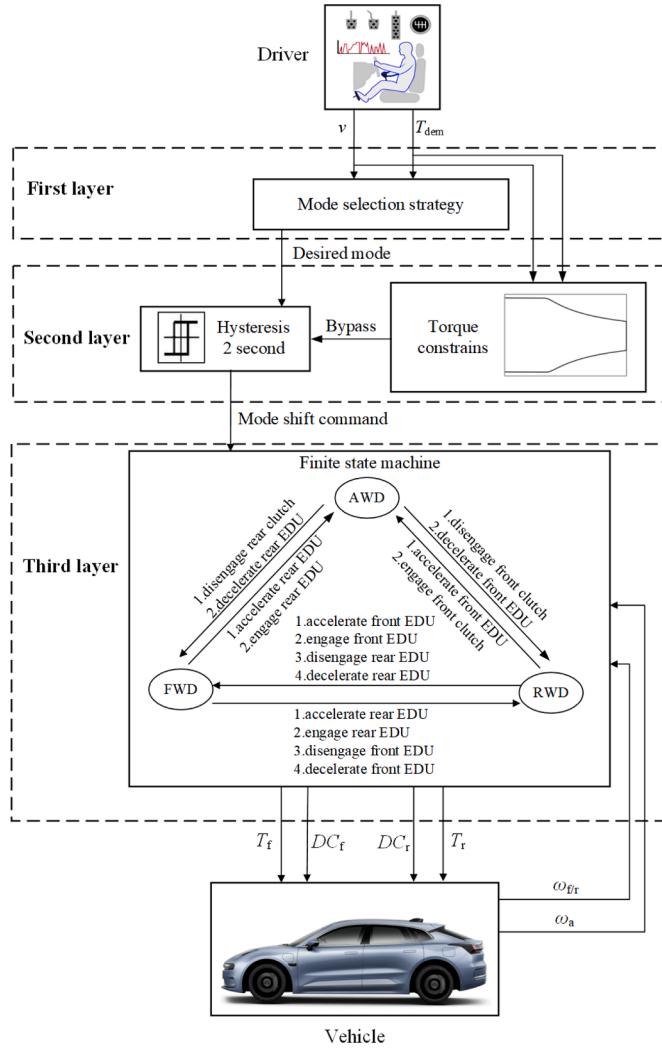 Driver
v
T_dem
First layer
Mode selection strategy
Desired mode
Second layer
Hysteresis
2 second
Bypass
Torque
constrains
Mode shift command
Third layer
Finite state machine
AWD
1.disengage rear clutch
2.decelerate rear EDU
1.accelerate rear EDU
2.engage rear EDU
1.disengage front clutch
2.decelerate front EDU
1.accelerate front EDU
2.engage front clutch
1.accelerate front EDU
2.engage front EDU
3.disengage rear EDU
4.decelerate rear EDU
FWD
RWD
1.accelerate rear EDU
2.engage rear EDU
3.disengage front EDU
4.decelerate front EDU
T_f
DC_f
DC_r
T_r
ω_f/r
ω_a
Vehicle